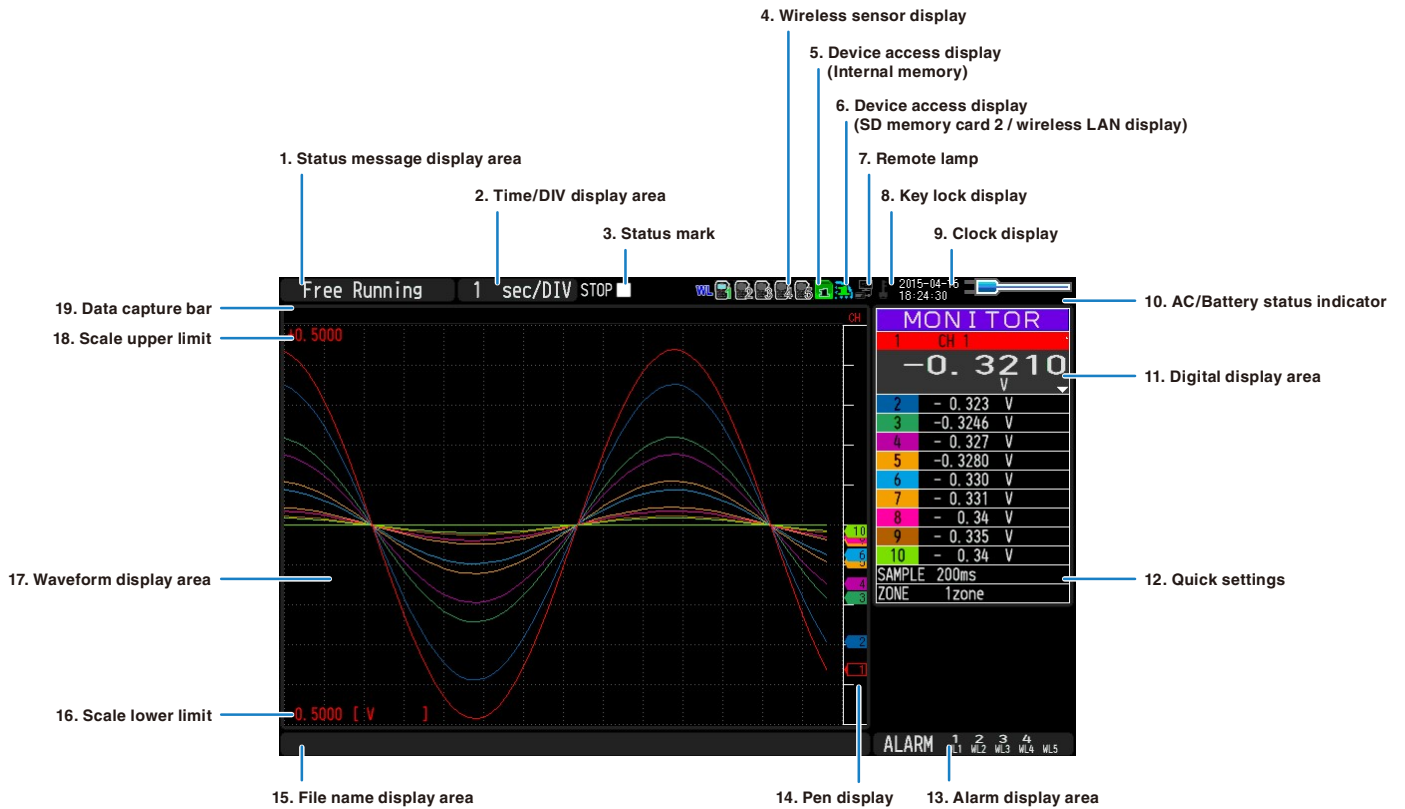 4. Wireless sensor display
5. Device access display
(Internal memory)
6. Device access display
(SD memory card 2 / wireless LAN display)
1. Status message display area
7. Remote lamp
2. Time/DIV display area
8. Key lock display
3. Status mark
9. Clock display
Free Running
1 sec/DIV
STOP
WL 1 2 3 4 5
1
2015-04-16
18:24:30
10. AC/Battery status indicator
19. Data capture bar
18. Scale upper limit
+0.5000
CH
MONITOR
1 CH 1
-0.3210
V
11. Digital display area
2 - 0.323 V
3 -0.3246 V
4 - 0.327 V
5 -0.3280 V
6 - 0.330 V
7 - 0.331 V
8 - 0.34 V
9 - 0.335 V
10 - 0.34 V
SAMPLE 200ms
ZONE 1zone
12. Quick settings
10
6
5
4
3
2
1
17. Waveform display area
16. Scale lower limit
-0.5000 [ V ]
ALARM 1 2 3 4
WL1 WL2 WL3 WL4 WL5
15. File name display area
14. Pen display
13. Alarm display area